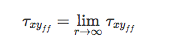 τ_{xy_{ff}} = lim_{r→∞} τ_{xy_{ff}}